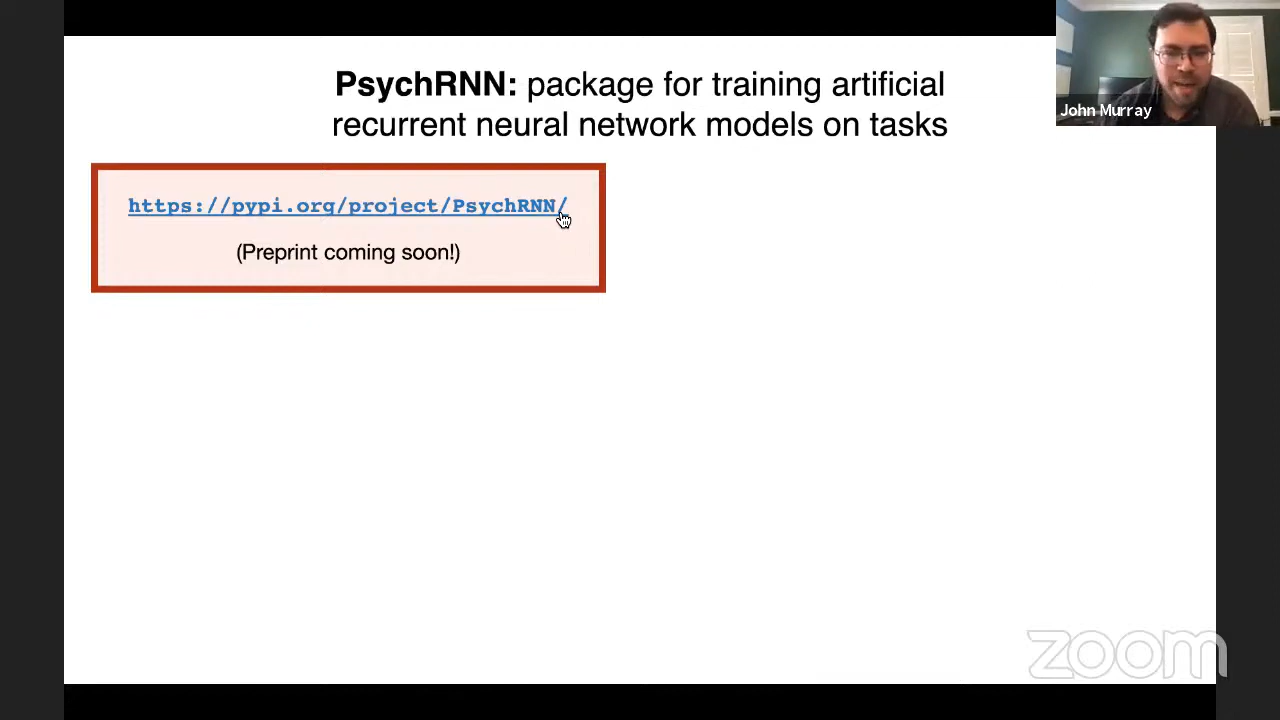 PsychRNN: package for training artificial
recurrent neural network models on tasks
John Murray
https://pypi.org/project/PsychRNN/
(Preprint coming soon!)
zoom